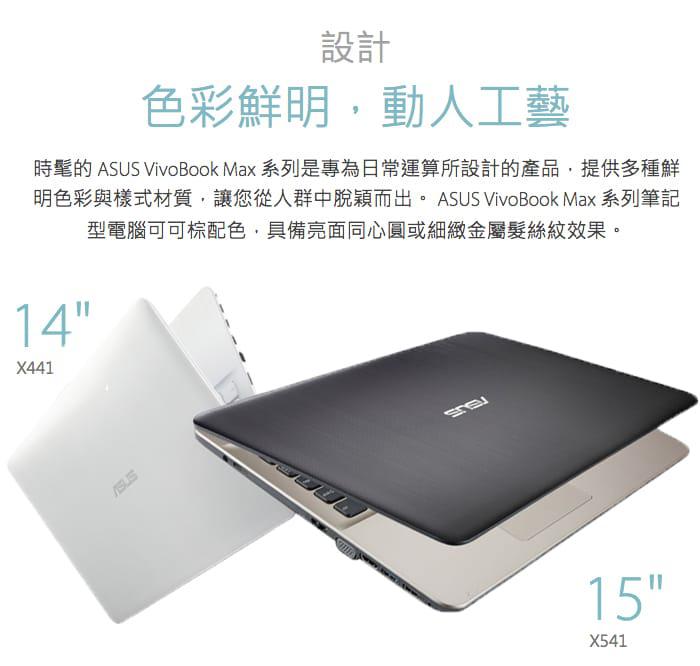 設計
色彩鮮明，動人工藝
時髦的 ASUS VivoBook Max 系列是專為日常運算所設計的產品，提供多種鮮
明色彩與樣式材質，讓您從人群中脫穎而出。 ASUS VivoBook Max 系列筆記
型電腦可可棕配色，具備亮面同心圓或細緻金屬髮絲紋效果。
14"
X441
ASUS
ASUS
15"
X541